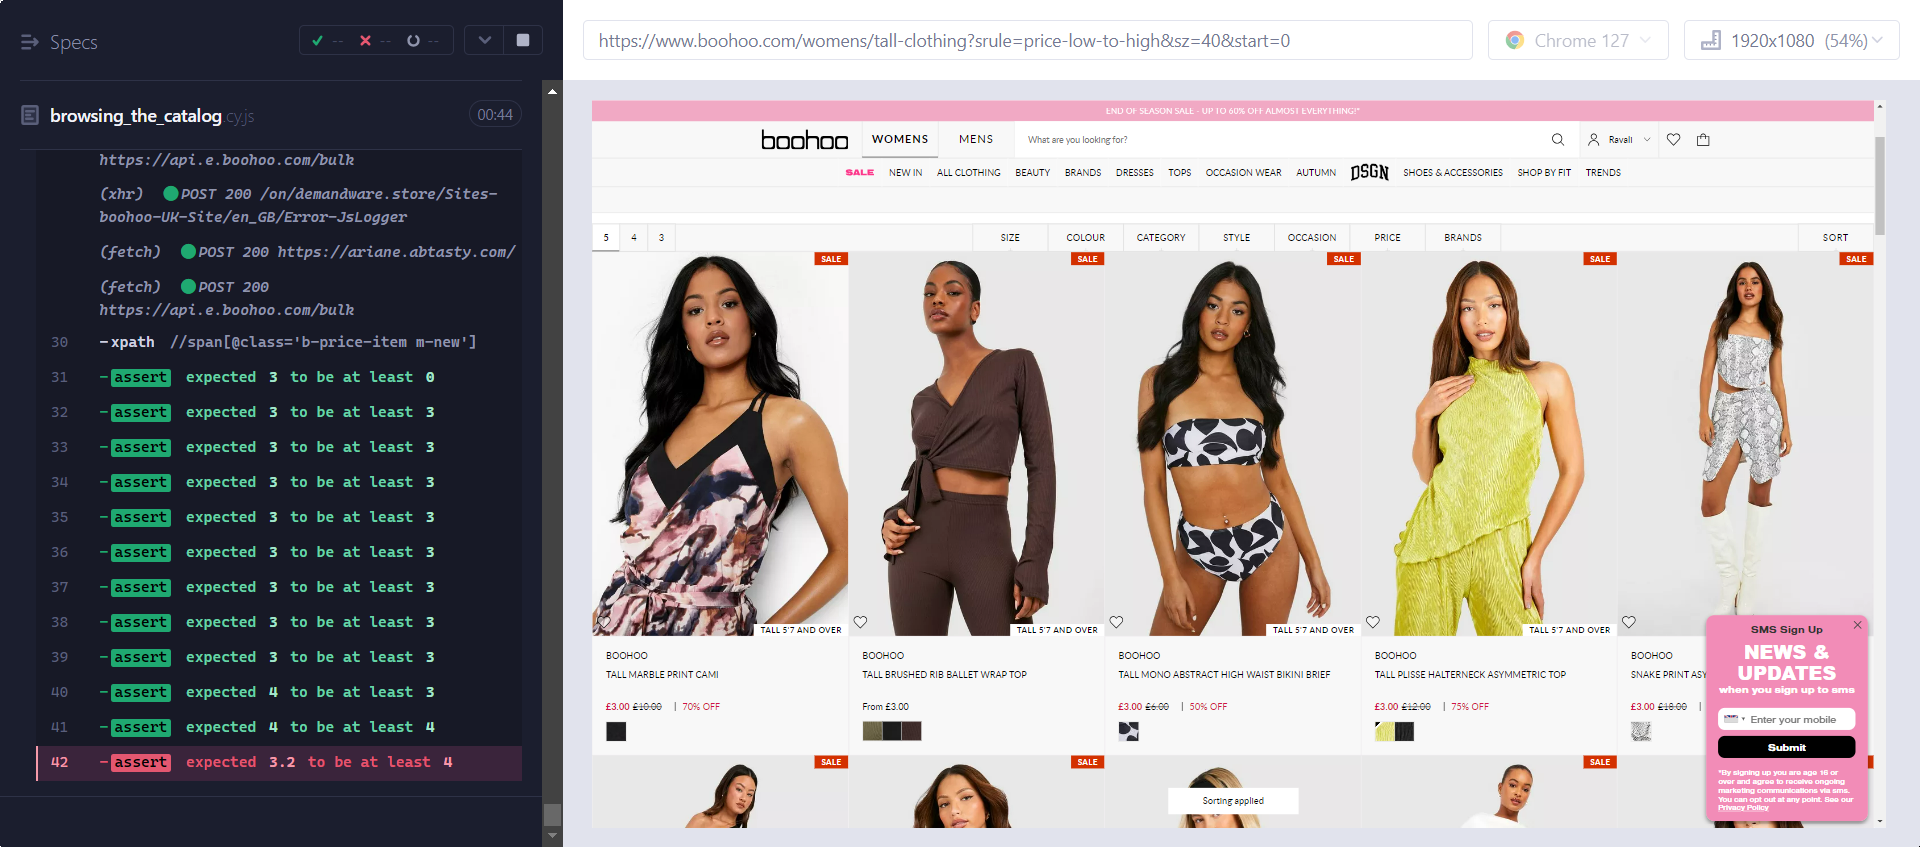 Specs
-- -- --
browsing_the_catalog.cy.js
00:44
https://api.e.boohoo.com/bulk
(xhr) POST 200 /on/demandware.store/Sites-
boohoo-UK-Site/en_GB/Error-JsLogger
(fetch) POST 200 https://ariane.abtasty.com/
(fetch) POST 200
https://api.e.boohoo.com/bulk
30 -xpath //span[@class='b-price-item m-new']
31 -assert expected 3 to be at least 0
32 -assert expected 3 to be at least 3
33 -assert expected 3 to be at least 3
34 -assert expected 3 to be at least 3
35 -assert expected 3 to be at least 3
36 -assert expected 3 to be at least 3
37 -assert expected 3 to be at least 3
38 -assert expected 3 to be at least 3
39 -assert expected 3 to be at least 3
40 -assert expected 4 to be at least 3
41 -assert expected 4 to be at least 4
42 -assert expected 3.2 to be at least 4
https://www.boohoo.com/womens/tall-clothing?srule=price-low-to-high&sz=40&start=0
Chrome 127
1920x1080 (54%)
END OF SEASON SALE - UP TO 60% OFF ALMOST EVERYTHING!*
boohoo WOMENS MENS What are you looking for? Ravali
SALE NEW IN ALL CLOTHING BEAUTY BRANDS DRESSES TOPS OCCASION WEAR AUTUMN DSGN SHOES & ACCESSORIES SHOP BY FIT TRENDS
5 4 3 SIZE COLOUR CATEGORY STYLE OCCASION PRICE BRANDS SORT
SALE SALE SALE SALE SALE
TALL 5'7 AND OVER TALL 5'7 AND OVER TALL 5'7 AND OVER TALL 5'7 AND OVER
BOOHOO BOOHOO BOOHOO BOOHOO BOOHOO
TALL MARBLE PRINT CAMI TALL BRUSHED RIB BALLET WRAP TOP TALL MONO ABSTRACT HIGH WAIST BIKINI BRIEF TALL PLISSE HALTERNECK ASYMMETRIC TOP SNAKE PRINT ASY
£3.00 £10.00 | 70% OFF From £3.00 £3.00 £6.00 | 50% OFF £3.00 £12.00 | 75% OFF £3.00 £18.00 |
SALE SALE SALE SALE SALE
Sorting applied
SMS Sign Up
NEWS &
UPDATES
when you sign up to sms
Enter your mobile
Submit
*By signing up you are age 16 or
over and agree to receive ongoing
marketing communications via sms.
You can opt out at any point. See our
Privacy Policy